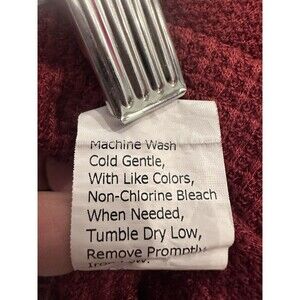 Machine Wash
Cold Gentle,
With Like Colors,
Non-Chlorine Bleach
When Needed,
Tumble Dry Low,
Remove Promptly